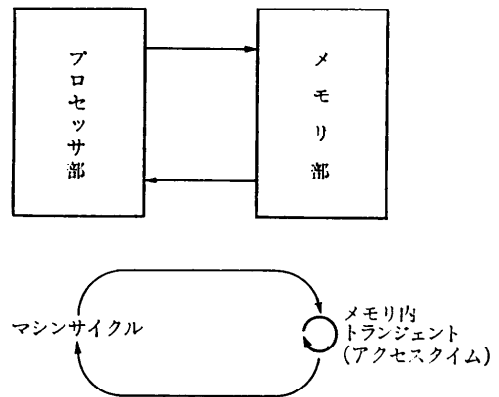 プロセッサ部
メモリ部
マシンサイクル
メモリ内
トランジェント
(アクセスタイム)